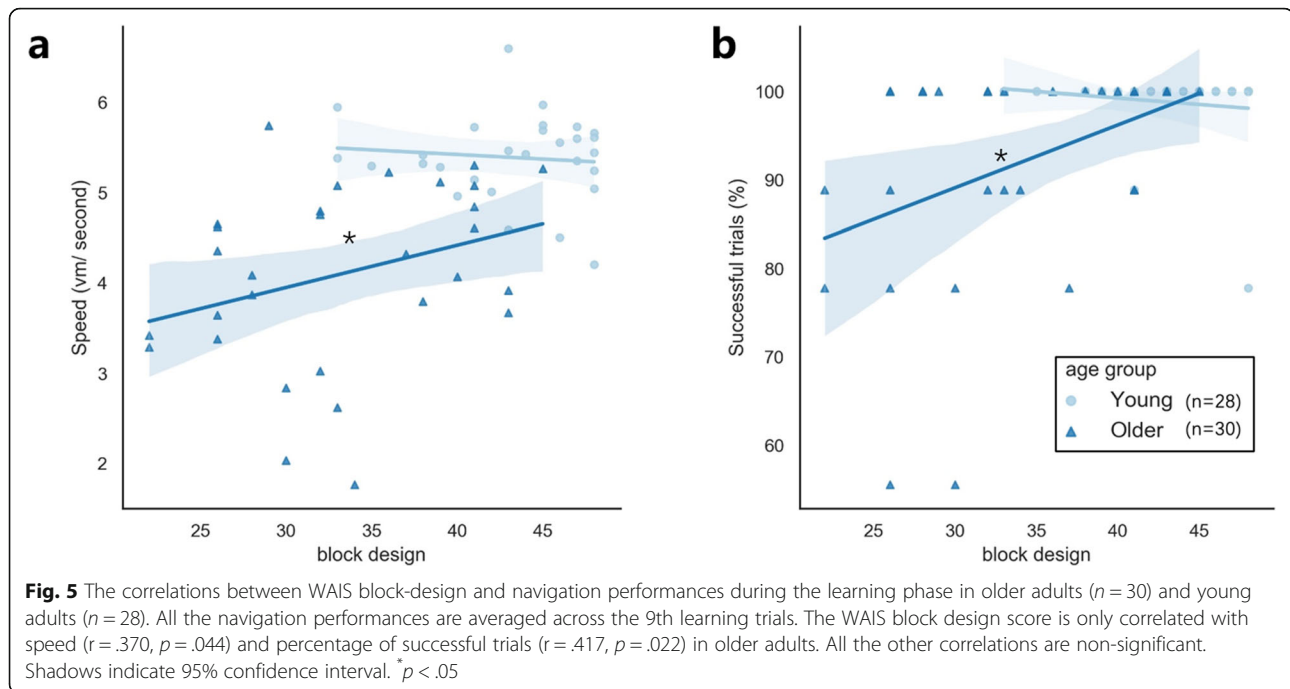 a
Speed (vm/ second)
6
5
4
3
2
25 30 35 40 45
block design
b
Successful trials (%)
100
90
80
70
60
25 30 35 40 45
block design
*
*
age group
Young (n=28)
Older (n=30)
Fig. 5 The correlations between WAIS block-design and navigation performances during the learning phase in older adults (n = 30) and young
adults (n = 28). All the navigation performances are averaged across the 9th learning trials. The WAIS block design score is only correlated with
speed (r = .370, p = .044) and percentage of successful trials (r = .417, p = .022) in older adults. All the other correlations are non-significant.
Shadows indicate 95% confidence interval. *p < .05